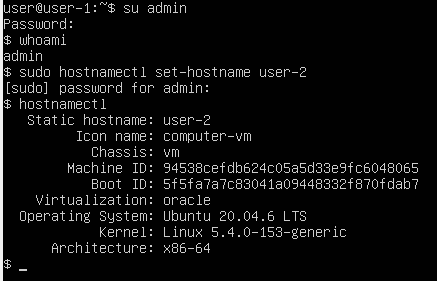 user@user-1:~$ su admin
Password:
$ whoami
admin
$ sudo hostnamectl set-hostname user-2
[sudo] password for admin:
$ hostnamectl
Static hostname: user-2
Icon name: computer-vm
Chassis: vm
Machine ID: 94538cefdb624c05a5d33e9fc6048065
Boot ID: 5f5fa7a7c83041a09448332f870fdab7
Virtualization: oracle
Operating System: Ubuntu 20.04.6 LTS
Kernel: Linux 5.4.0-153-generic
Architecture: x86-64
$ _